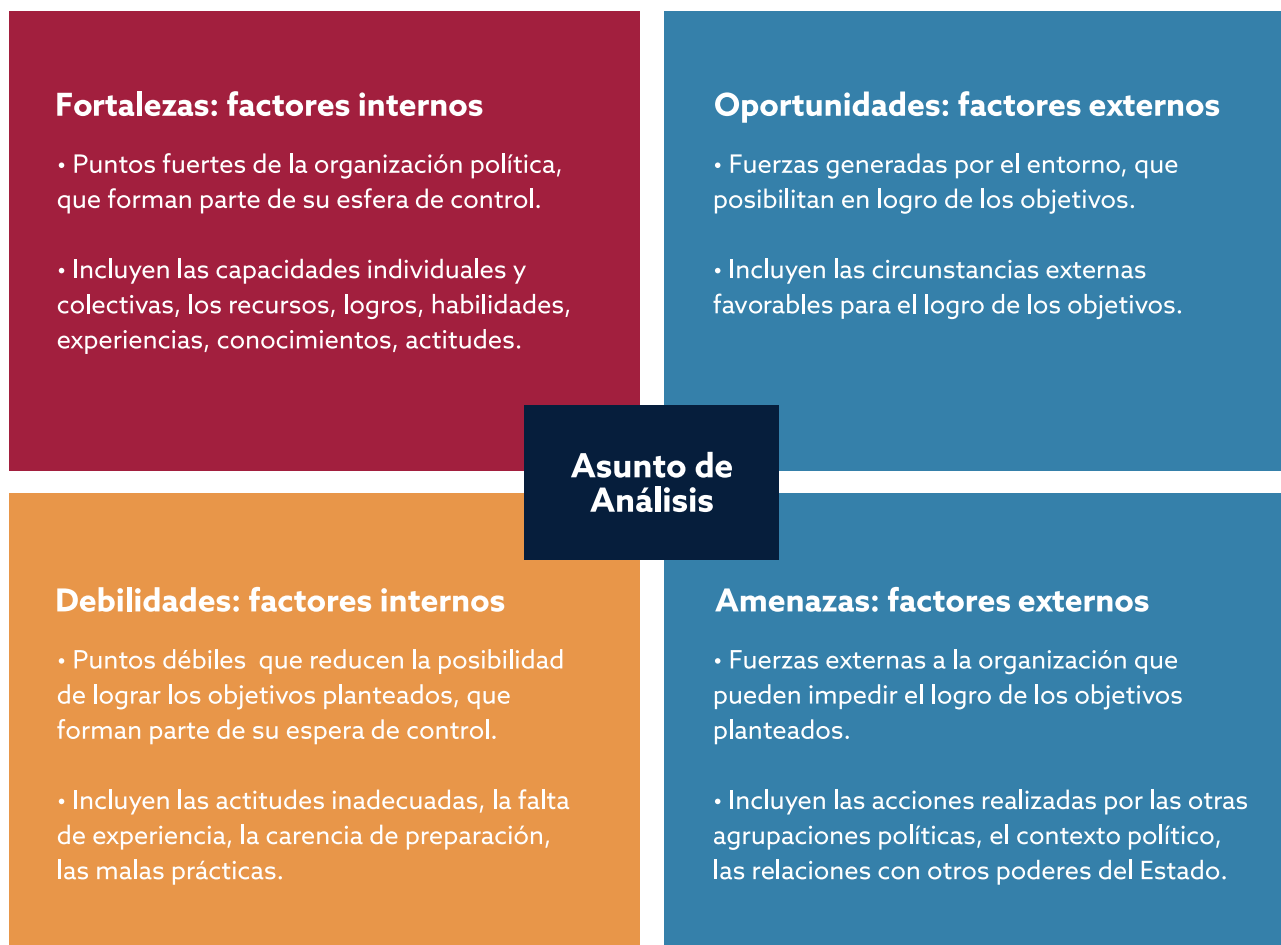 Fortalezas: factores internos
• Puntos fuertes de la organización política,
que forman parte de su esfera de control.
• Incluyen las capacidades individuales y
colectivas, los recursos, logros, habilidades,
experiencias, conocimientos, actitudes.
Oportunidades: factores externos
• Fuerzas generadas por el entorno, que
posibilitan en logro de los objetivos.
• Incluyen las circunstancias externas
favorables para el logro de los objetivos.
Asunto de
Análisis
Debilidades: factores internos
• Puntos débiles que reducen la posibilidad
de lograr los objetivos planteados, que
forman parte de su espera de control.
• Incluyen las actitudes inadecuadas, la falta
de experiencia, la carencia de preparación,
las malas prácticas.
Amenazas: factores externos
• Fuerzas externas a la organización que
pueden impedir el logro de los objetivos
planteados.
• Incluyen las acciones realizadas por las otras
agrupaciones políticas, el contexto político,
las relaciones con otros poderes del Estado.